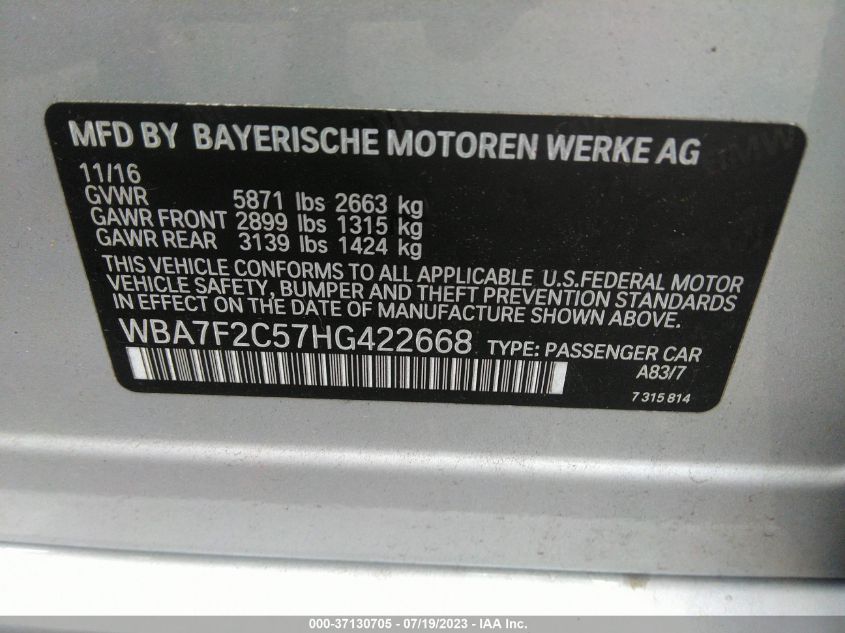 MFD BY BAYERISCHE MOTOREN WERKE AG
11/16
GVWR 5871 lbs 2663 kg
GAWR FRONT 2899 lbs 1315 kg
GAWR REAR 3139 lbs 1424 kg
THIS VEHICLE CONFORMS TO ALL APPLICABLE U.S.FEDERAL MOTOR
VEHICLE SAFETY, BUMPER AND THEFT PREVENTION STANDARDS
IN EFFECT ON THE DATE OF MANUFACTURE SHOWN ABOVE.
WBA7F2C57HG422668 TYPE: PASSENGER CAR
A83/7
7 315 814
000-37130705 - 07/19/2023 - IAA Inc.